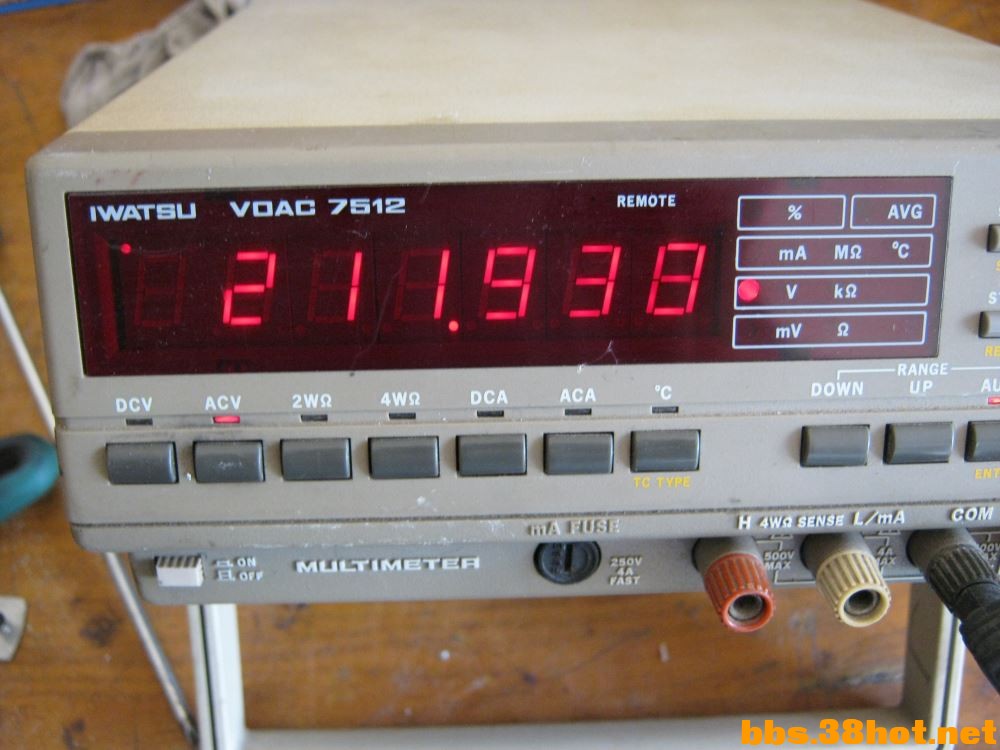 IWATSU VOAC 7512
REMOTE
% AVG
mA MΩ °C
V kΩ
mV Ω
211.938
RANGE
DCV ACV 2WΩ 4WΩ DCA ACA °C DOWN UP
TC TYPE
mA FUSE
H 4WΩ SENSE L/mA COM
ON
OFF
MULTIMETER
250V
4A
FAST
500V
MAX
4A
MAX
bbs.38hot.net